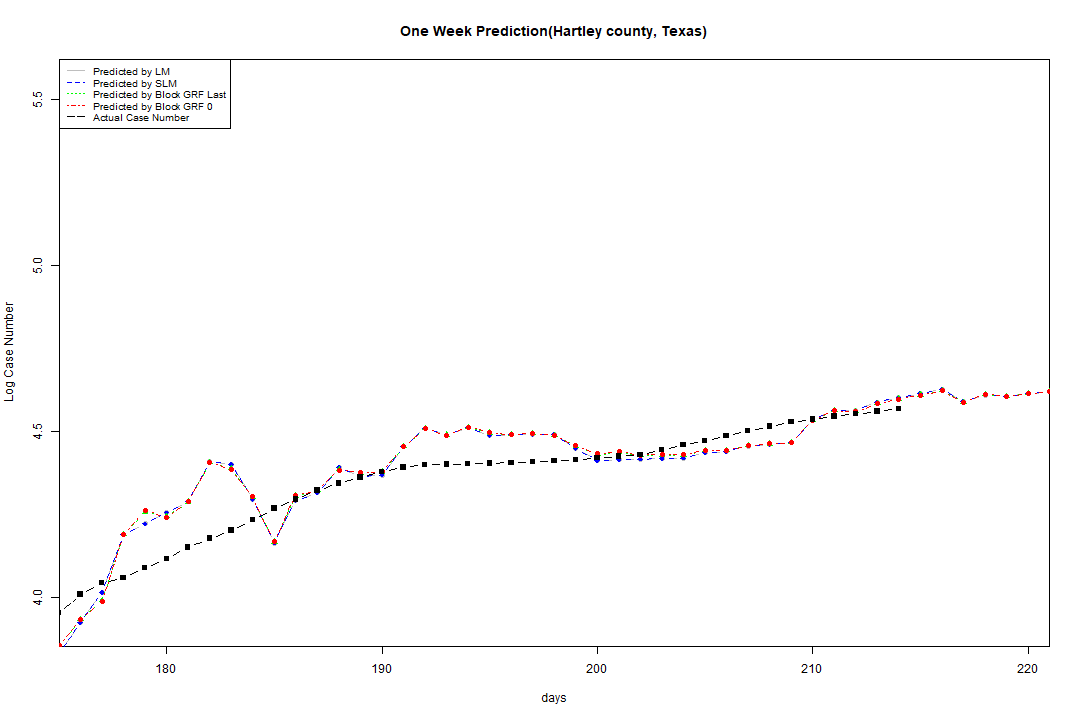 One Week Prediction(Hartley county, Texas)
Predicted by LM
Predicted by SLM
Predicted by Block GRF Last
Predicted by Block GRF 0
Actual Case Number
5.5
5.0
4.5
4.0
Log Case Number
180
190
200
210
220
days